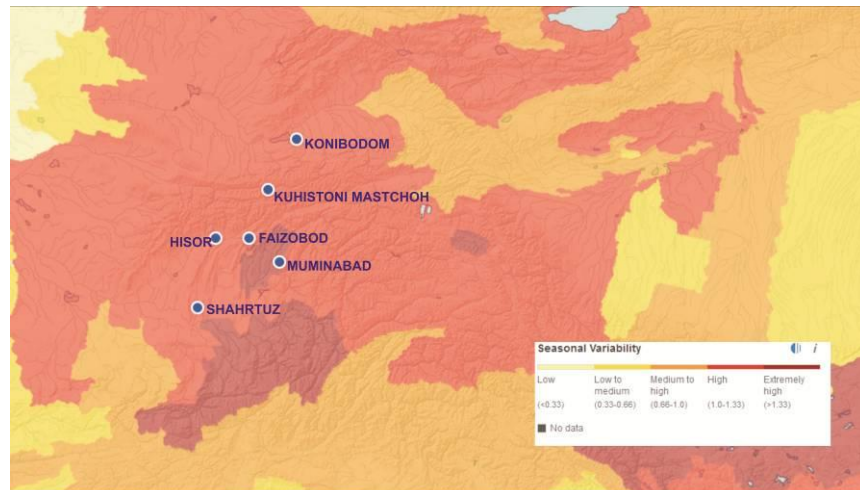 KONIBODOM
KUHISTONI MASTCHOH
HISOR
FAIZOBOD
MUMINABAD
SHAHRTUZ
Seasonal Variability i
Low Low to medium Medium to high High Extremely high
(<0.33) (0.33-0.66) (0.66-1.0) (1.0-1.33) (>1.33)
No data